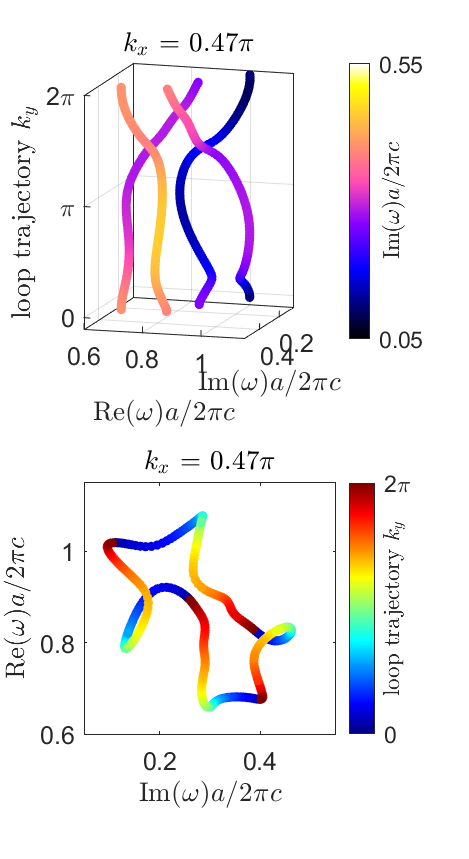 k_x = 0.47π
2π
π
0
loop trajectory k_y
0.6 0.8 1
0.4 0.2
Im(ω)a/2πc
Re(ω)a/2πc
0.55
0.05
Im(ω)a/2πc
k_x = 0.47π
1
0.8
0.6
Re(ω)a/2πc
0.2 0.4
Im(ω)a/2πc
2π
0
loop trajectory k_y